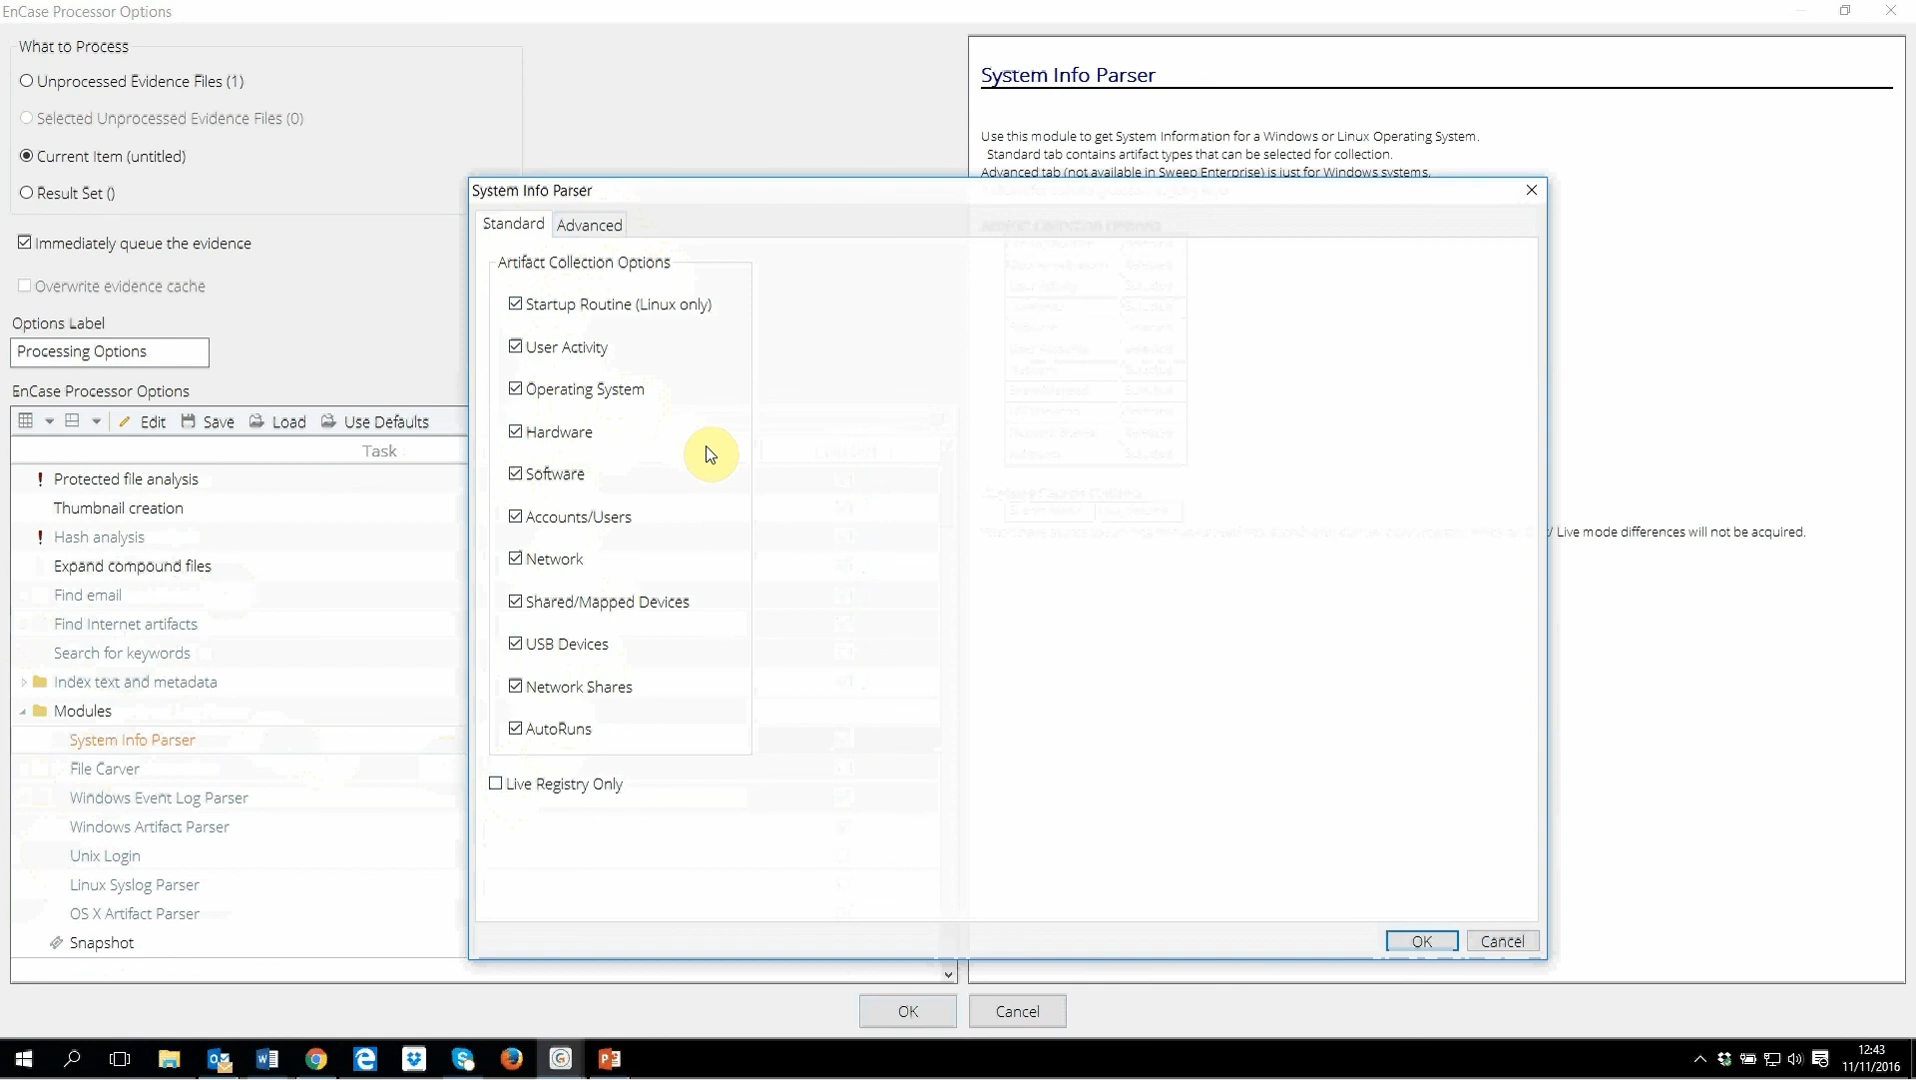 EnCase Processor Options
What to Process
Unprocessed Evidence Files (1)
Selected Unprocessed Evidence Files (0)
Current Item (untitled)
Result Set ()
Immediately queue the evidence
Overwrite evidence cache
Options Label
Processing Options
EnCase Processor Options
Edit Save Load Use Defaults
Task
Protected file analysis
Thumbnail creation
Hash analysis
Expand compound files
Find email
Find Internet artifacts
Search for keywords
Index text and metadata
Modules
System Info Parser
File Carver
Windows Event Log Parser
Windows Artifact Parser
Unix Login
Linux Syslog Parser
OS X Artifact Parser
Snapshot
System Info Parser
Use this module to get System Information for a Windows or Linux Operating System.
Standard tab contains artifact types that can be selected for collection.
Advanced tab (not available in Sweep Enterprise) is just for Windows systems.
System Info Parser
Standard Advanced
Artifact Collection Options
Startup Routine (Linux only)
User Activity
Operating System
Hardware
Software
Accounts/Users
Network
Shared/Mapped Devices
USB Devices
Network Shares
AutoRuns
Live Registry Only
OK Cancel
/ Live mode differences will not be acquired.
OK Cancel
12:43
11/11/2016